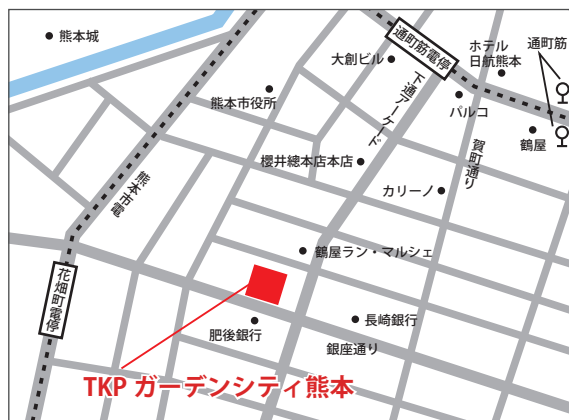 熊本城
通町筋電停
大創ビル
ホテル
日航熊本
通町筋
熊本市役所
下通アーケード
パルコ
鶴屋
櫻井總本店本店
賀町通り
カリーノ
熊本市電
鶴屋ラン・マルシェ
花畑町電停
肥後銀行
長崎銀行
銀座通り
TKP ガーデンシティ熊本